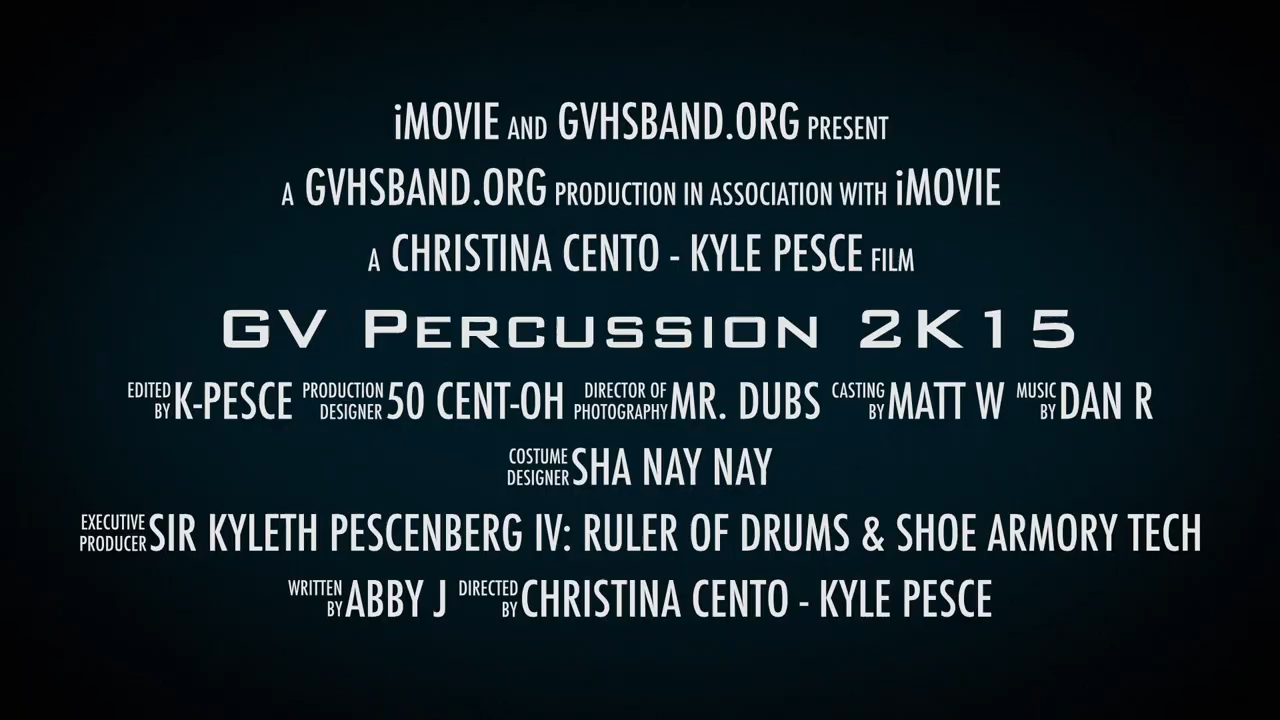 iMOVIE AND GVHSBAND.ORG PRESENT
A GVHSBAND.ORG PRODUCTION IN ASSOCIATION WITH iMOVIE
A CHRISTINA CENTO - KYLE PESCE FILM
GV PERCUSSION 2K15
EDITED BY K-PESCE PRODUCTION DESIGNER 50 CENT-OH DIRECTOR OF PHOTOGRAPHY MR. DUBS CASTING BY MATT W MUSIC BY DAN R
COSTUME DESIGNER SHA NAY NAY
EXECUTIVE PRODUCER SIR KYLETH PESCENBERG IV: RULER OF DRUMS & SHOE ARMORY TECH
WRITTEN BY ABBY J DIRECTED BY CHRISTINA CENTO - KYLE PESCE